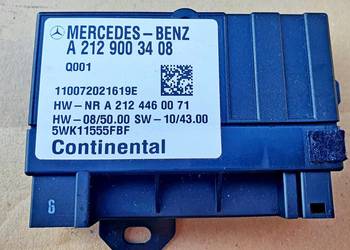 MERCEDES-BENZ
A 212 900 34 08
Q001
110072021619E
HW-NR A 212 446 00 71
HW-08/50.00 SW-10/43.00
5WK11555FBF
Continental
6